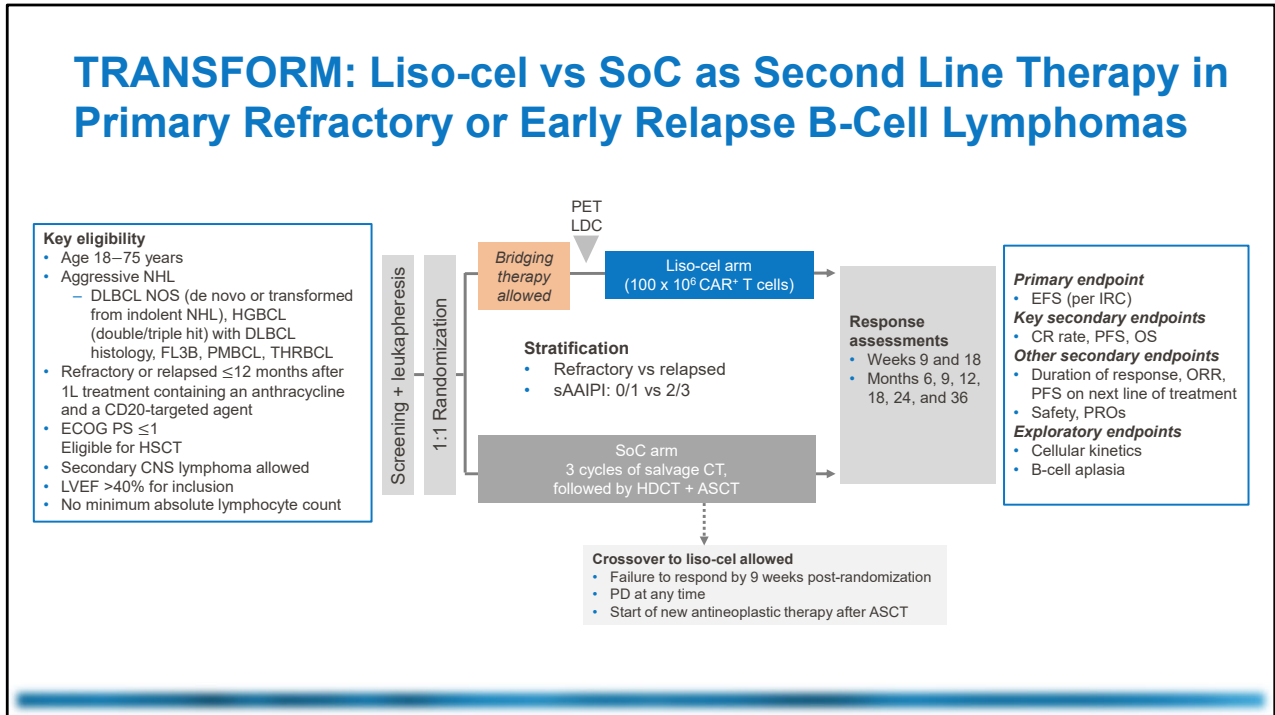 TRANSFORM: Liso-cel vs SoC as Second Line Therapy in
Primary Refractory or Early Relapse B-Cell Lymphomas
Key eligibility
• Age 18–75 years
• Aggressive NHL
– DLBCL NOS (de novo or transformed
from indolent NHL), HGBCL
(double/triple hit) with DLBCL
histology, FL3B, PMBCL, THRBCL
• Refractory or relapsed ≤12 months after
1L treatment containing an anthracycline
and a CD20-targeted agent
• ECOG PS ≤1
Eligible for HSCT
• Secondary CNS lymphoma allowed
• LVEF >40% for inclusion
• No minimum absolute lymphocyte count
Screening + leukapheresis
1:1 Randomization
Bridging
therapy
allowed
PET
LDC
Liso-cel arm
(100 x 10⁶ CAR⁺ T cells)
Stratification
• Refractory vs relapsed
• sAAIPI: 0/1 vs 2/3
SoC arm
3 cycles of salvage CT,
followed by HDCT + ASCT
Crossover to liso-cel allowed
• Failure to respond by 9 weeks post-randomization
• PD at any time
• Start of new antineoplastic therapy after ASCT
Response
assessments
• Weeks 9 and 18
• Months 6, 9, 12,
18, 24, and 36
Primary endpoint
• EFS (per IRC)
Key secondary endpoints
• CR rate, PFS, OS
Other secondary endpoints
• Duration of response, ORR,
PFS on next line of treatment
• Safety, PROs
Exploratory endpoints
• Cellular kinetics
• B-cell aplasia